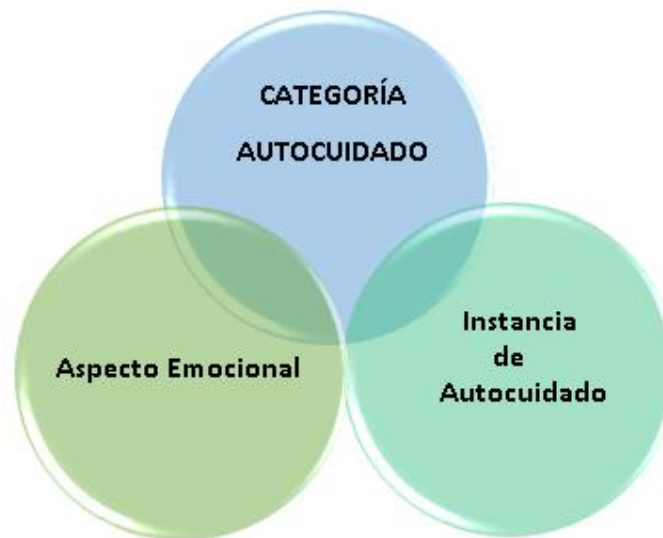 CATEGORÍA
AUTOCUIDADO
Aspecto Emocional
Instancia
de
Autocuidado